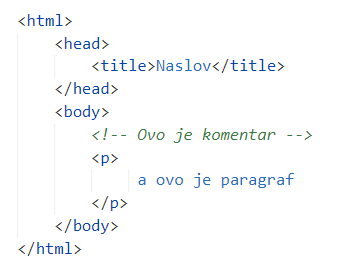 <html>
<head>
<title>Naslov</title>
</head>
<body>
<!-- Ovo je komentar -->
<p>
a ovo je paragraf
</p>
</body>
</html>